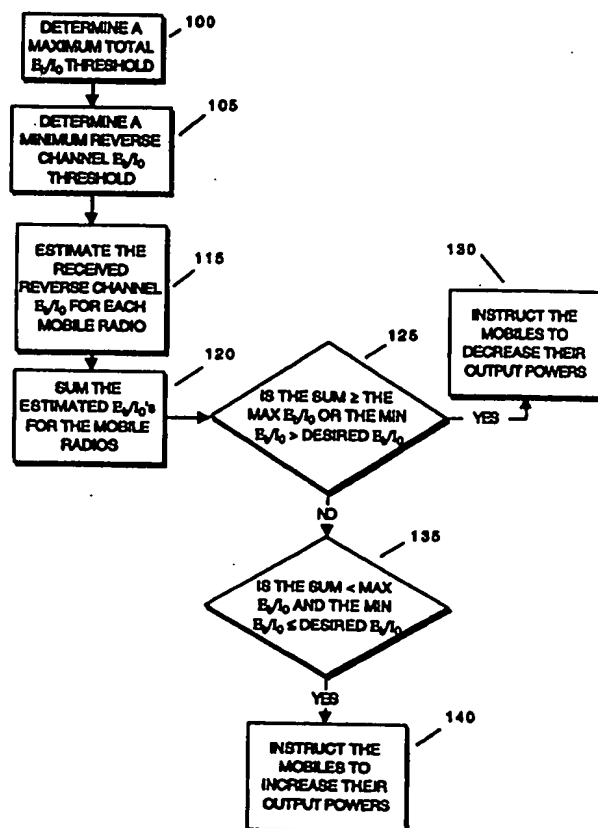 DETERMINE A
MAXIMUM TOTAL
Eb/I0 THRESHOLD
100
DETERMINE A
MINIMUM REVERSE
CHANNEL Eb/I0
THRESHOLD
105
ESTIMATE THE
RECEIVED
REVERSE CHANNEL
Eb/I0 FOR EACH
MOBILE RADIO
115
SUM THE
ESTIMATED Eb/I0's
FOR THE MOBILE
RADIOS
120
IS THE SUM ≥ THE
MAX Eb/I0 OR THE MIN
Eb/I0 > DESIRED Eb/I0
125
YES
INSTRUCT THE
MOBILES TO
DECREASE THEIR
OUTPUT POWERS
130
NO
IS THE SUM < MAX
Eb/I0 AND THE MIN
Eb/I0 ≤ DESIRED Eb/I0
135
YES
INSTRUCT THE
MOBILES TO
INCREASE THEIR
OUTPUT POWERS
140